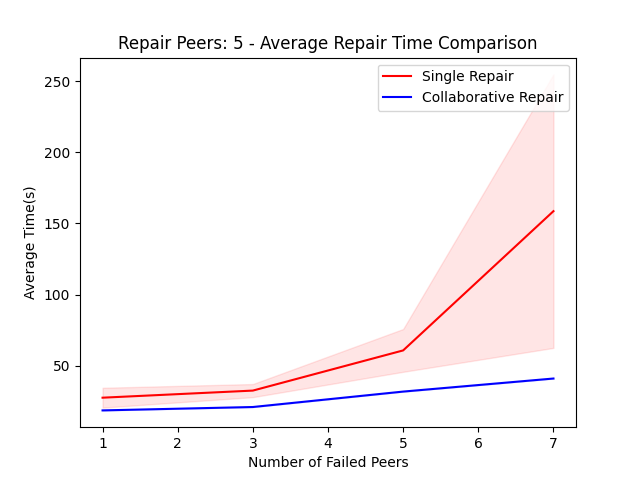 Repair Peers: 5 - Average Repair Time Comparison
Single Repair
Collaborative Repair
Average Time(s)
250
200
150
100
50
1 2 3 4 5 6 7
Number of Failed Peers